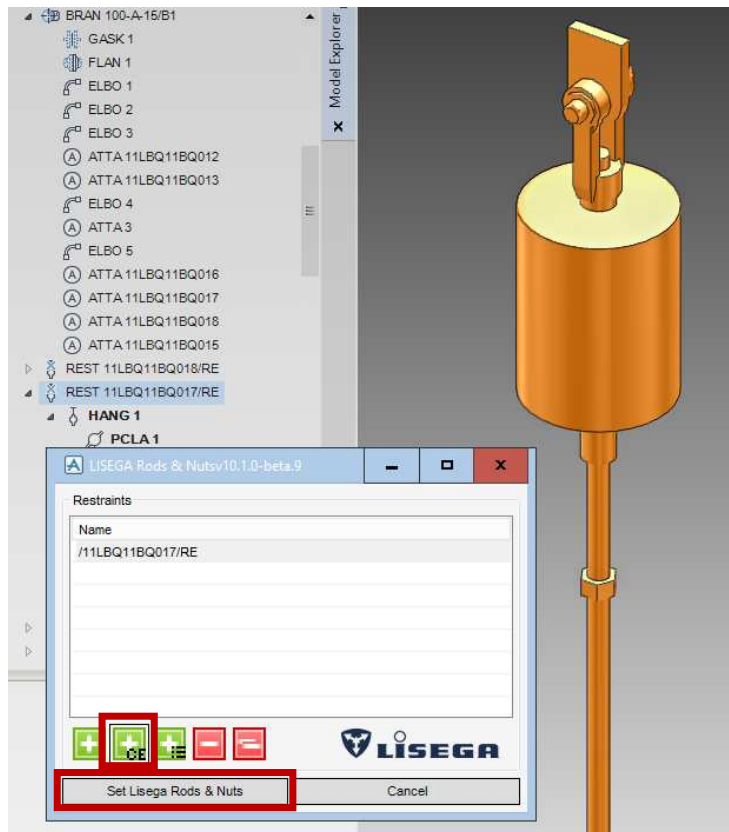 BRAN 100-A-15/B1
GASK 1
FLAN 1
ELBO 1
ELBO 2
ELBO 3
ATTA 11LBQ11BQ012
ATTA 11LBQ11BQ013
ELBO 4
ATTA 3
ELBO 5
ATTA 11LBQ11BQ016
ATTA 11LBQ11BQ017
ATTA 11LBQ11BQ018
ATTA 11LBQ11BQ015
REST 11LBQ11BQ018/RE
REST 11LBQ11BQ017/RE
HANG 1
PCLA 1
Model Explorer
LISEGA Rods & Nutsv10.1.0-beta.9
Restraints
Name
/11LBQ11BQ017/RE
CE
LISEGA
Set Lisega Rods & Nuts
Cancel